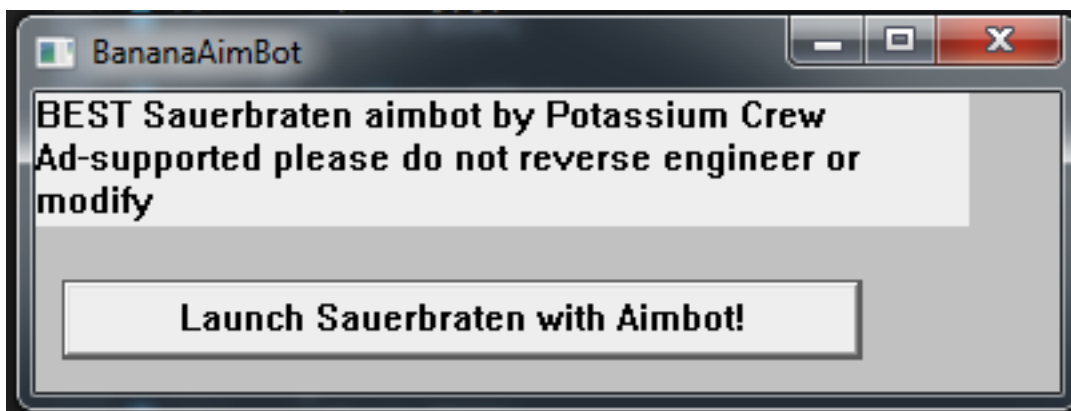 BananaAimBot
BEST Sauerbraten aimbot by Potassium Crew
Ad-supported please do not reverse engineer or
modify
Launch Sauerbraten with Aimbot!